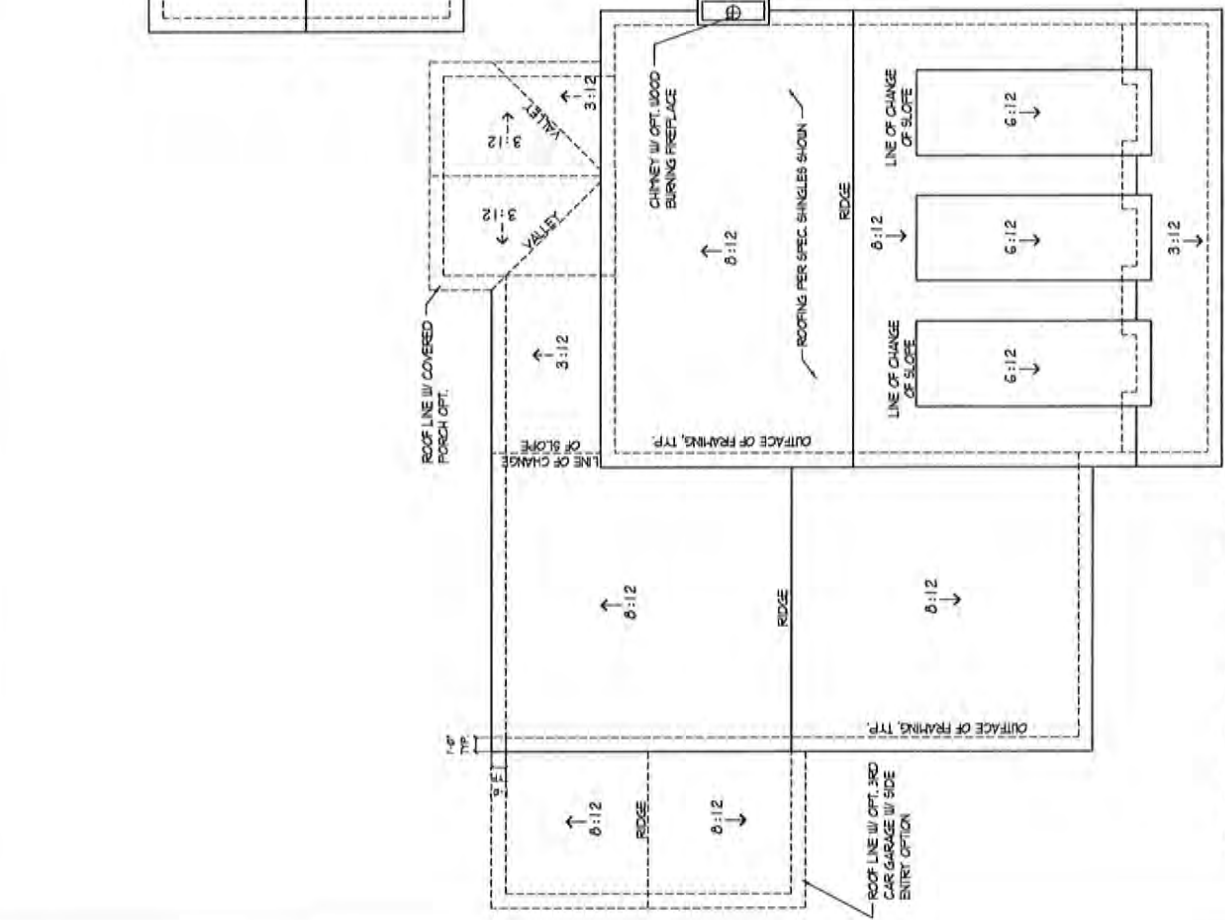 CHIMNEY W/ OPT. WOOD
BURNING FIREPLACE
3:12
VALLEY
3:12
3:12
VALLEY
ROOF LINE W/ COVERED
PORCH OPT.
3:12
LINE OF CHANGE
OF SLOPE
8:12
ROOFING PER SPEC. SHINGLES SHOWN
RIDGE
OUTFACE OF FRAMING, TYP.
LINE OF CHANGE
OF SLOPE
6:12
8:12
6:12
3:12
LINE OF CHANGE
OF SLOPE
6:12
8:12
RIDGE
8:12
OUTFACE OF FRAMING, TYP.
1'-0"
TYP.
8:12
RIDGE
8:12
ROOF LINE W/ OPT. 3RD
CAR GARAGE W/ SIDE
ENTRY OPTION